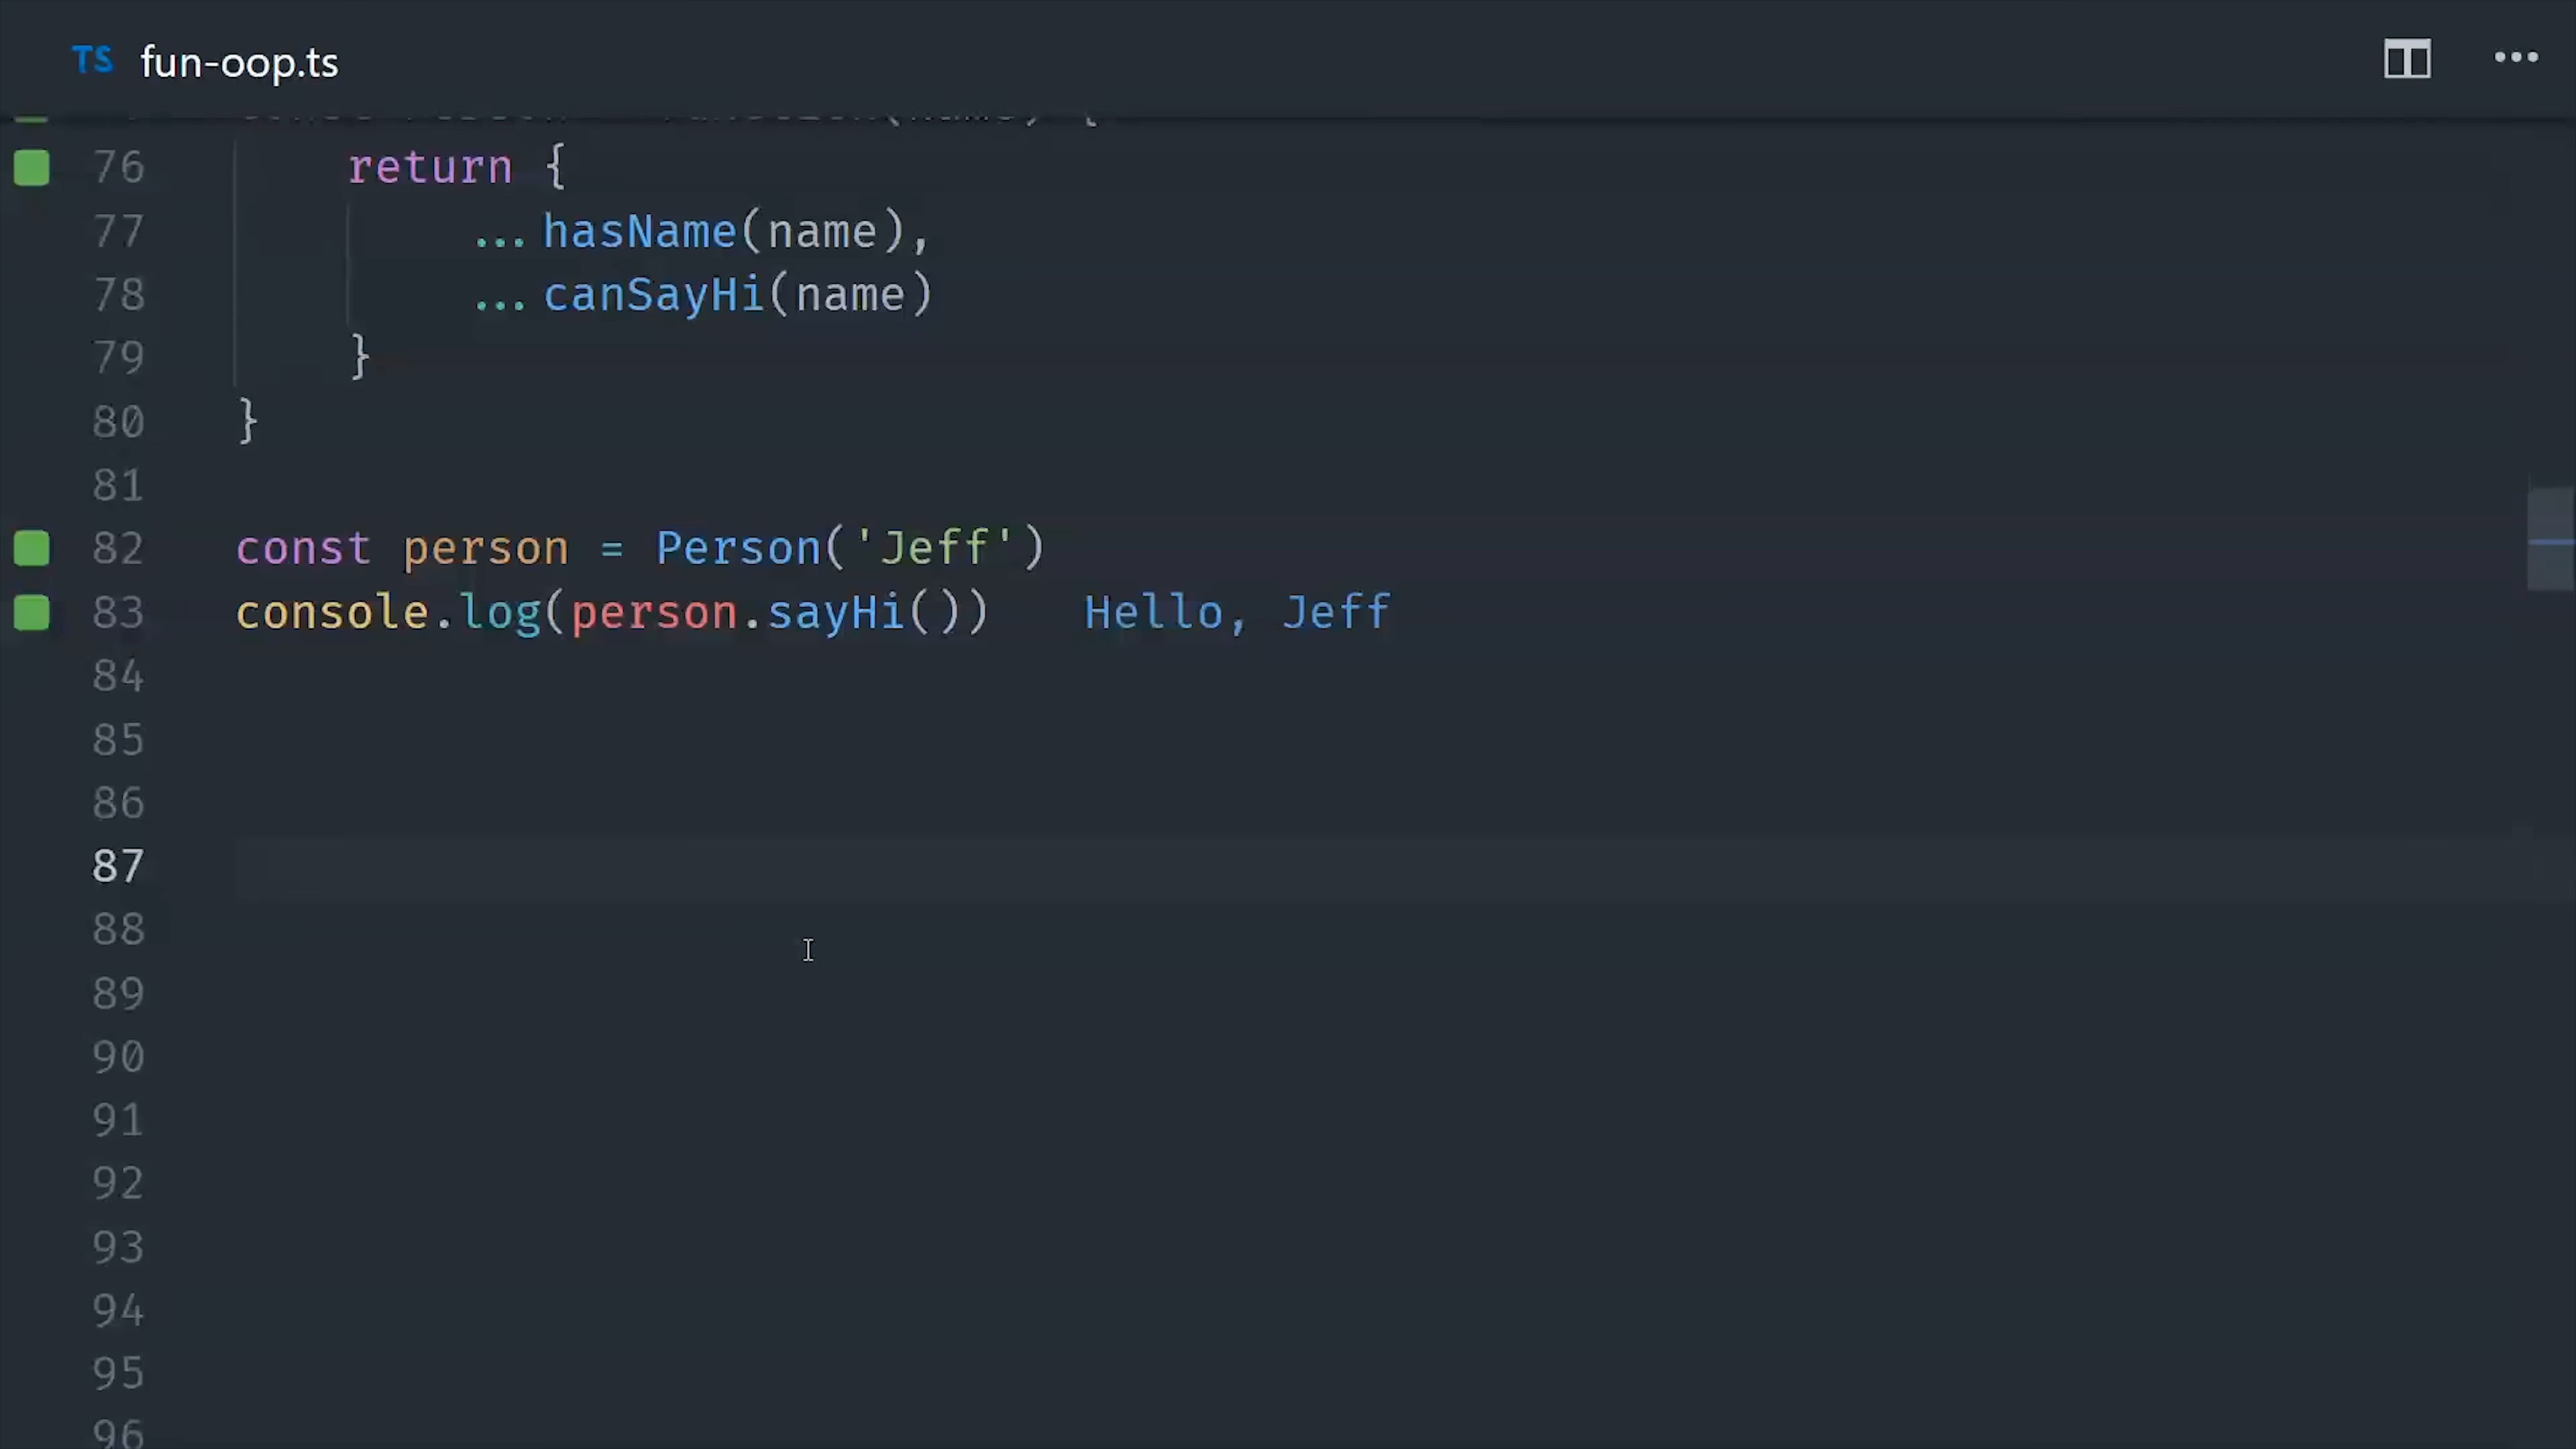 TS fun-oop.ts
76 return {
77 ...hasName(name),
78 ...canSayHi(name)
79 }
80 }
81
82 const person = Person('Jeff')
83 console.log(person.sayHi()) Hello, Jeff
84
85
86
87
88
89
90
91
92
93
94
95
96